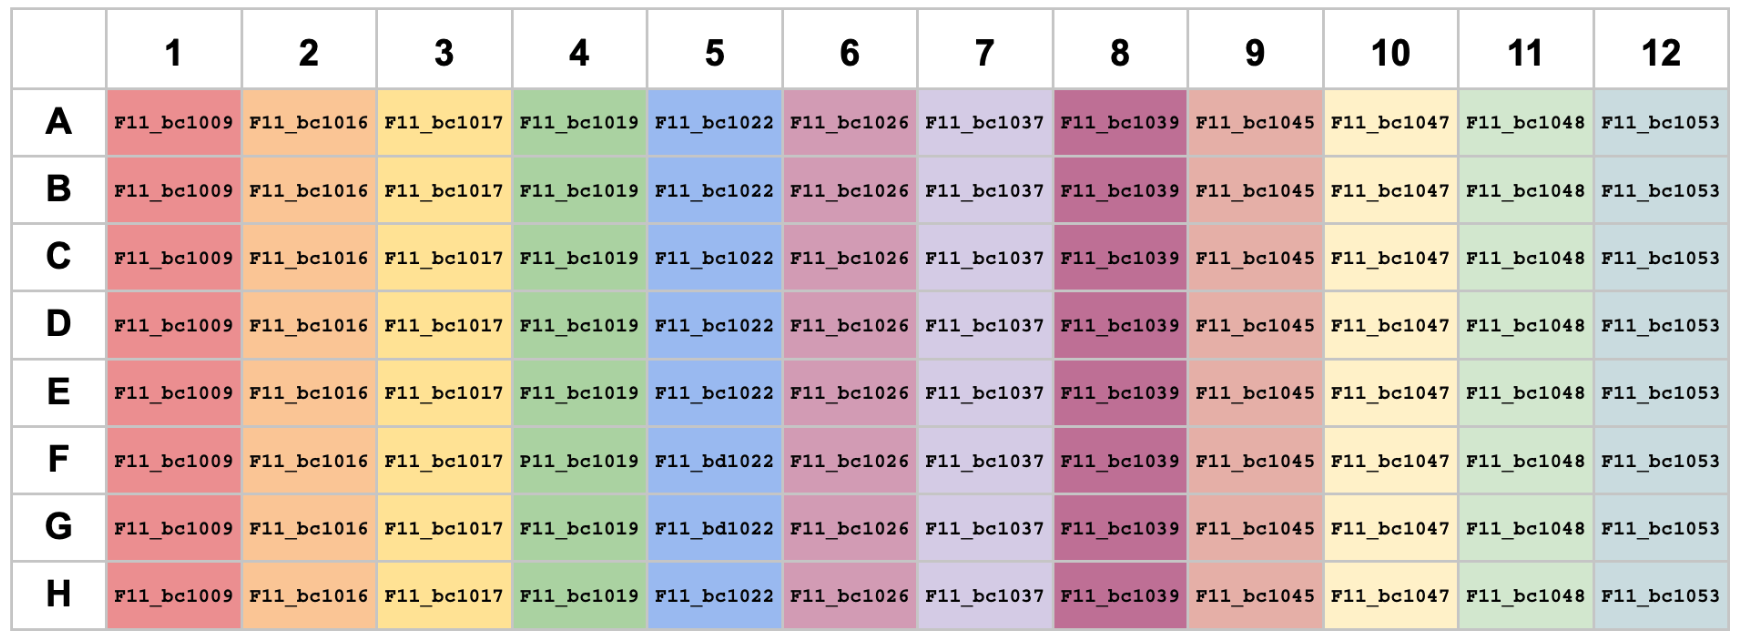 1 2 3 4 5 6 7 8 9 10 11 12
A F11_bc1009 F11_bc1016 F11_bc1017 F11_bc1019 F11_bc1022 F11_bc1026 F11_bc1037 F11_bc1039 F11_bc1045 F11_bc1047 F11_bc1048 F11_bc1053
B F11_bc1009 F11_bc1016 F11_bc1017 F11_bc1019 F11_bc1022 F11_bc1026 F11_bc1037 F11_bc1039 F11_bc1045 F11_bc1047 F11_bc1048 F11_bc1053
C F11_bc1009 F11_bc1016 F11_bc1017 F11_bc1019 F11_bc1022 F11_bc1026 F11_bc1037 F11_bc1039 F11_bc1045 F11_bc1047 F11_bc1048 F11_bc1053
D F11_bc1009 F11_bc1016 F11_bc1017 F11_bc1019 F11_bc1022 F11_bc1026 F11_bc1037 F11_bc1039 F11_bc1045 F11_bc1047 F11_bc1048 F11_bc1053
E F11_bc1009 F11_bc1016 F11_bc1017 F11_bc1019 F11_bc1022 F11_bc1026 F11_bc1037 F11_bc1039 F11_bc1045 F11_bc1047 F11_bc1048 F11_bc1053
F F11_bc1009 F11_bc1016 F11_bc1017 P11_bc1019 F11_bd1022 F11_bc1026 F11_bc1037 F11_bc1039 F11_bc1045 F11_bc1047 F11_bc1048 F11_bc1053
G F11_bc1009 F11_bc1016 F11_bc1017 F11_bc1019 F11_bd1022 F11_bc1026 F11_bc1037 F11_bc1039 F11_bc1045 F11_bc1047 F11_bc1048 F11_bc1053
H F11_bc1009 F11_bc1016 F11_bc1017 F11_bc1019 F11_bc1022 F11_bc1026 F11_bc1037 F11_bc1039 F11_bc1045 F11_bc1047 F11_bc1048 F11_bc1053